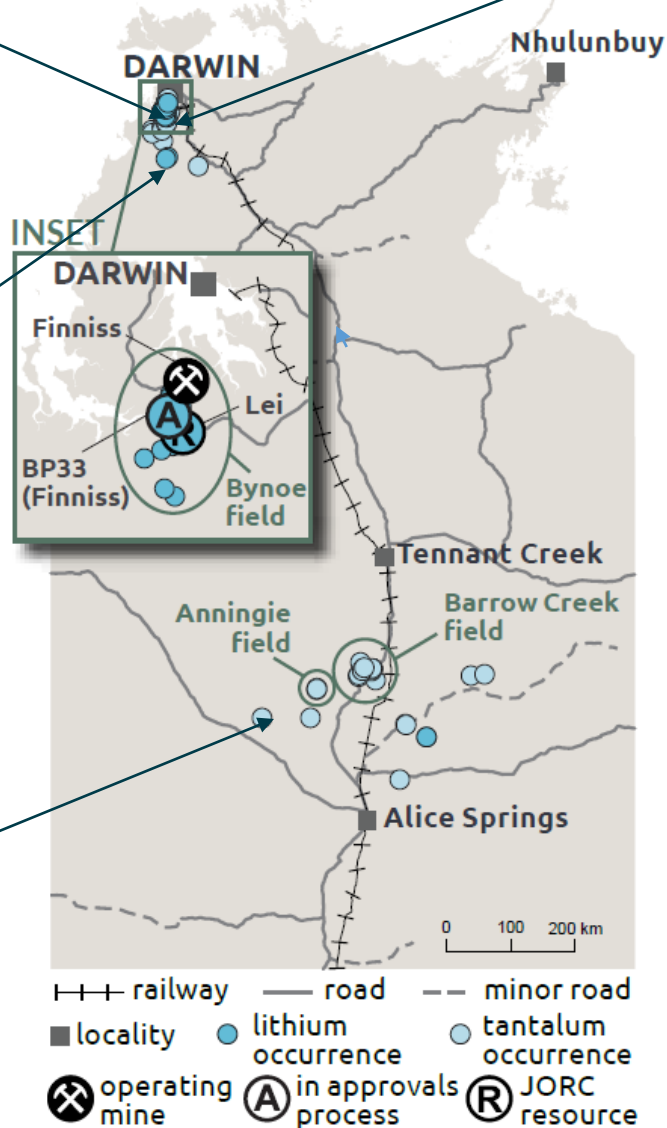 Nhulunbuy
DARWIN
INSET
DARWIN
Finniss
A
R
Lei
BP33
(Finniss)
Bynoe
field
Tennant Creek
Anningie
field
Barrow Creek
field
Alice Springs
0 100 200 km
railway road minor road
locality lithium
occurrence tantalum
occurrence
operating
mine A in approvals
process R JORC
resource